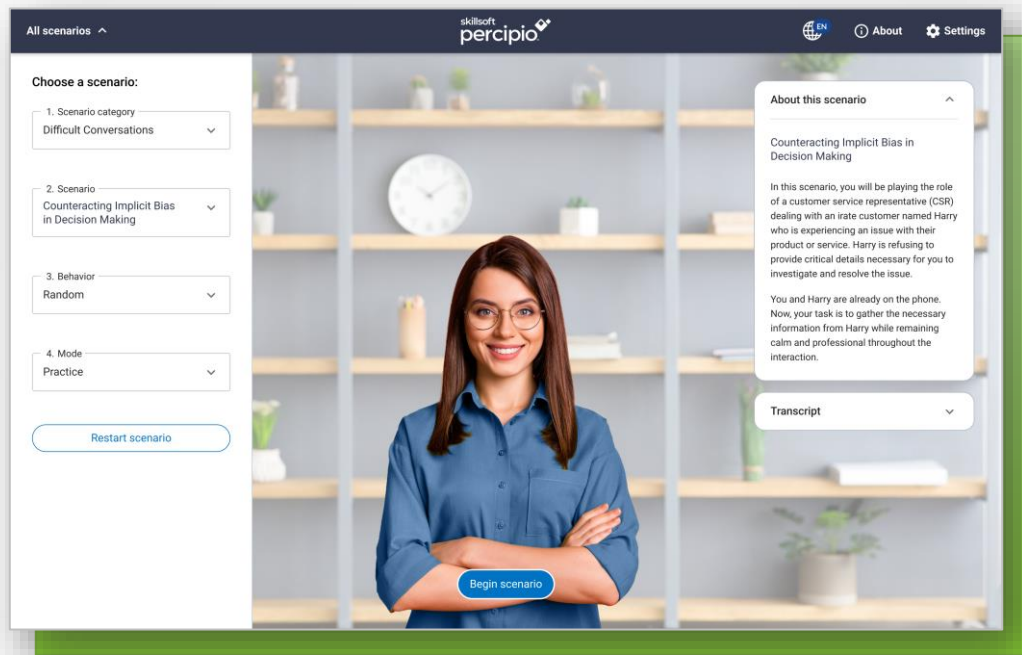 All scenarios
skillsoft
percipio
EN
About
Settings
Choose a scenario:
1. Scenario category
Difficult Conversations
2. Scenario
Counteracting Implicit Bias
in Decision Making
3. Behavior
Random
4. Mode
Practice
Restart scenario
Begin scenario
About this scenario
Counteracting Implicit Bias in
Decision Making
In this scenario, you will be playing the role
of a customer service representative (CSR)
dealing with an irate customer named Harry
who is experiencing an issue with their
product or service. Harry is refusing to
provide critical details necessary for you to
investigate and resolve the issue.
You and Harry are already on the phone.
Now, your task is to gather the necessary
information from Harry while remaining
calm and professional throughout the
interaction.
Transcript